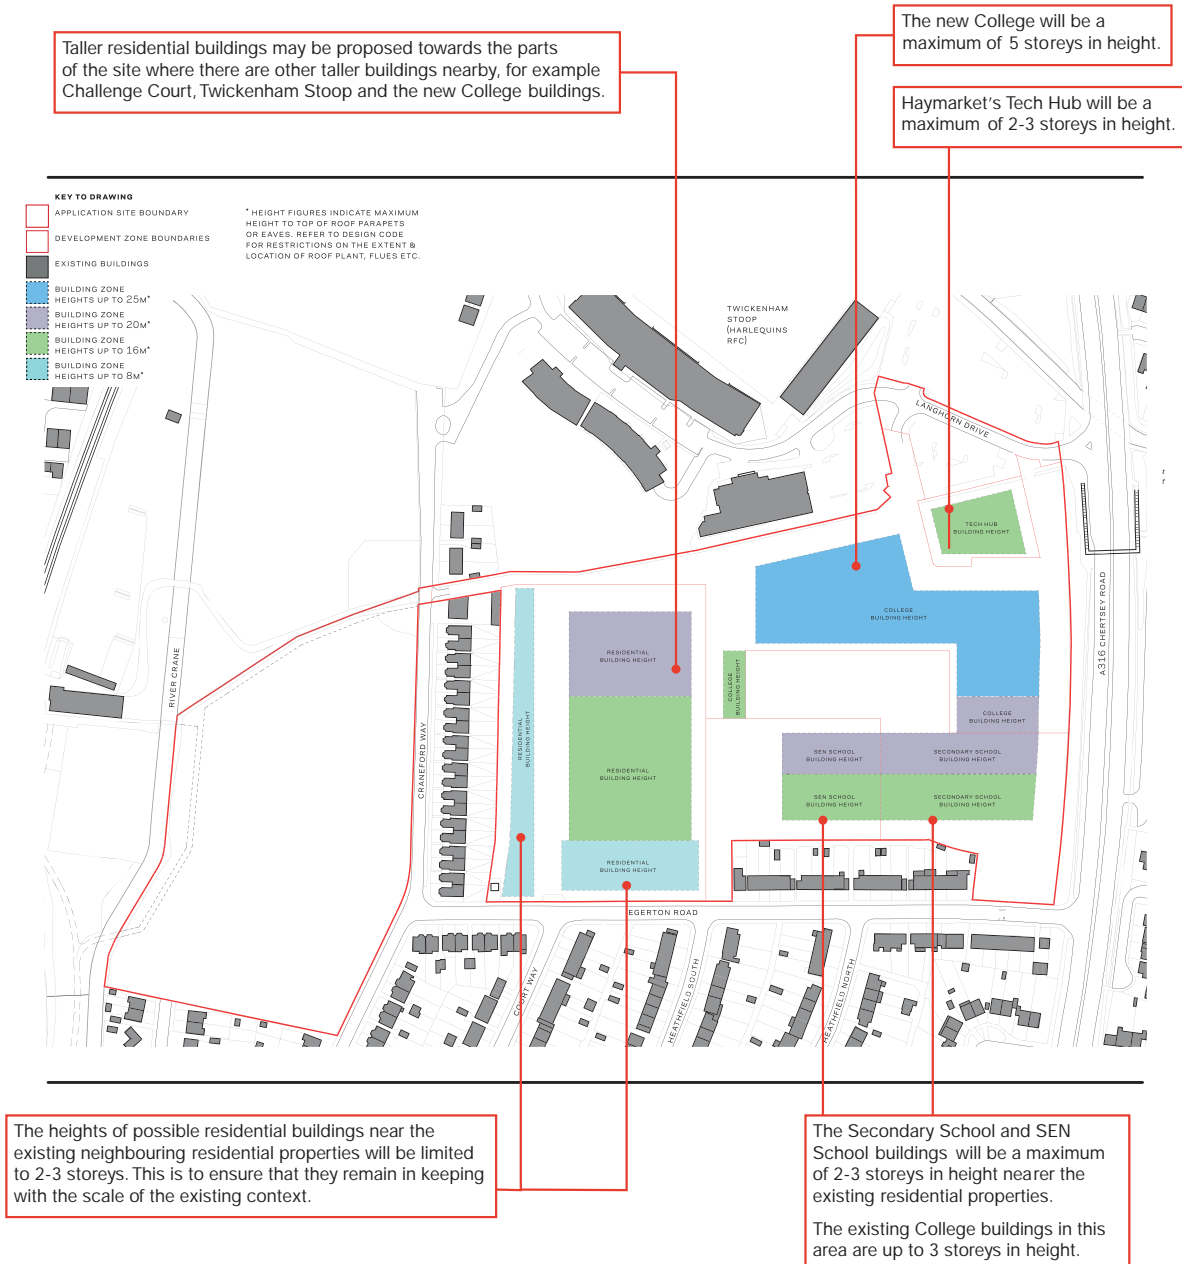 Taller residential buildings may be proposed towards the parts
of the site where there are other taller buildings nearby, for example
Challenge Court, Twickenham Stoop and the new College buildings.
The new College will be a
maximum of 5 storeys in height.
Haymarket's Tech Hub will be a
maximum of 2-3 storeys in height.
KEY TO DRAWING
APPLICATION SITE BOUNDARY
DEVELOPMENT ZONE BOUNDARIES
EXISTING BUILDINGS
BUILDING ZONE
HEIGHTS UP TO 25M*
BUILDING ZONE
HEIGHTS UP TO 20M*
BUILDING ZONE
HEIGHTS UP TO 16M*
BUILDING ZONE
HEIGHTS UP TO 8M*
* HEIGHT FIGURES INDICATE MAXIMUM
HEIGHT TO TOP OF ROOF PARAPETS
OR EAVES. REFER TO DESIGN CODE
FOR RESTRICTIONS ON THE EXTENT &
LOCATION OF ROOF PLANT, FLUES ETC.
TWICKENHAM
STOOP
(HARLEQUINS
RFC)
LANGHORN DRIVE
TECH HUB
BUILDING HEIGHT
COLLEGE
BUILDING HEIGHT
A316 CHERTSEY ROAD
RIVER CRANE
CRANEFORD WAY
RESIDENTIAL
BUILDING HEIGHT
RESIDENTIAL
BUILDING HEIGHT
COLLEGE
BUILDING HEIGHT
COLLEGE
BUILDING HEIGHT
RESIDENTIAL
BUILDING HEIGHT
SEN SCHOOL
BUILDING HEIGHT
SECONDARY SCHOOL
BUILDING HEIGHT
SEN SCHOOL
BUILDING HEIGHT
SECONDARY SCHOOL
BUILDING HEIGHT
RESIDENTIAL
BUILDING HEIGHT
EGERTON ROAD
COURT WAY
HEATHFIELD SOUTH
HEATHFIELD NORTH
The heights of possible residential buildings near the
existing neighbouring residential properties will be limited
to 2-3 storeys. This is to ensure that they remain in keeping
with the scale of the existing context.
The Secondary School and SEN
School buildings will be a maximum
of 2-3 storeys in height nearer the
existing residential properties.
The existing College buildings in this
area are up to 3 storeys in height.